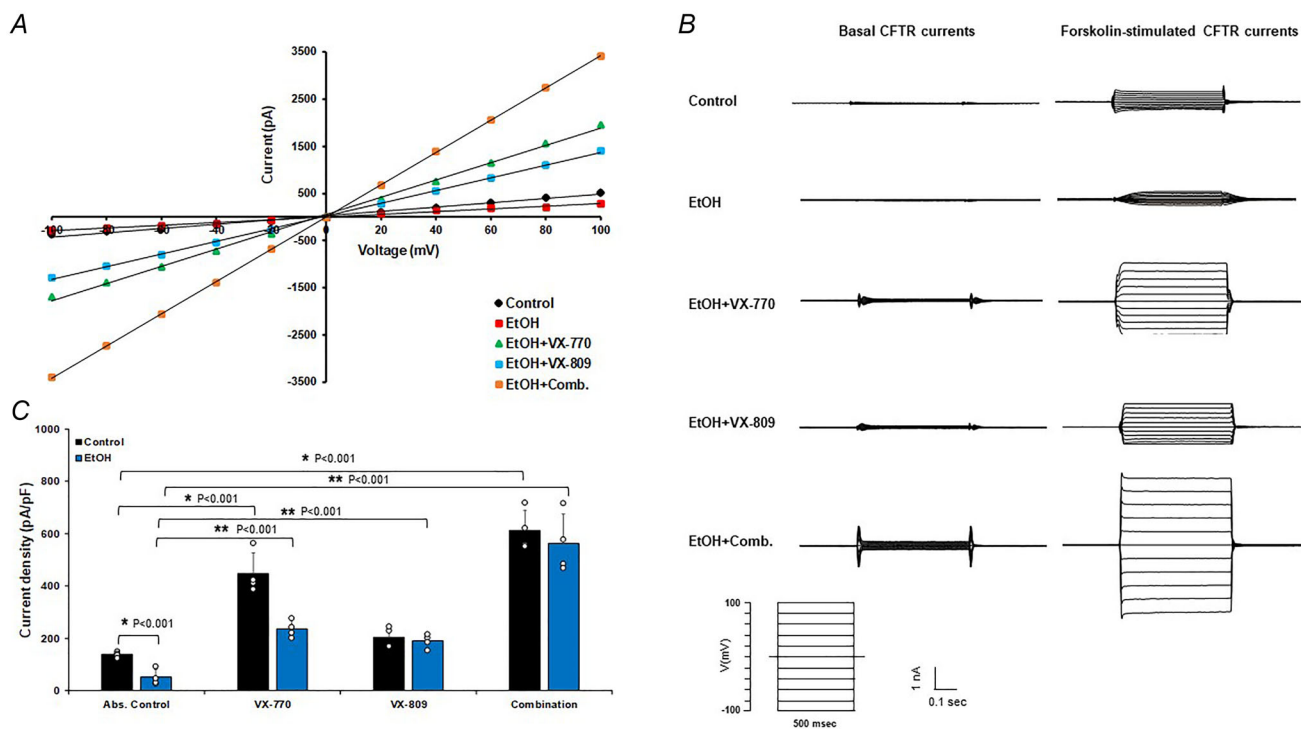 A
3500
2500
1500
500
-500
-1500
-2500
-3500
Current (pA)
-100 -80 -60 -40 -20 0 20 40 60 80 100
Voltage (mV)
Control
EtOH
EtOH+VX-770
EtOH+VX-809
EtOH+Comb.
B
Basal CFTR currents
Forskolin-stimulated CFTR currents
Control
EtOH
EtOH+VX-770
EtOH+VX-809
EtOH+Comb.
100
0
-100
V(mV)
500 msec
1 nA
0.1 sec
C
1000
800
600
400
200
0
Current density (pA/pF)
Control
EtOH
* P<0.001
** P<0.001
* P<0.001
** P<0.001
** P<0.001
* P<0.001
Abs. Control VX-770 VX-809 Combination